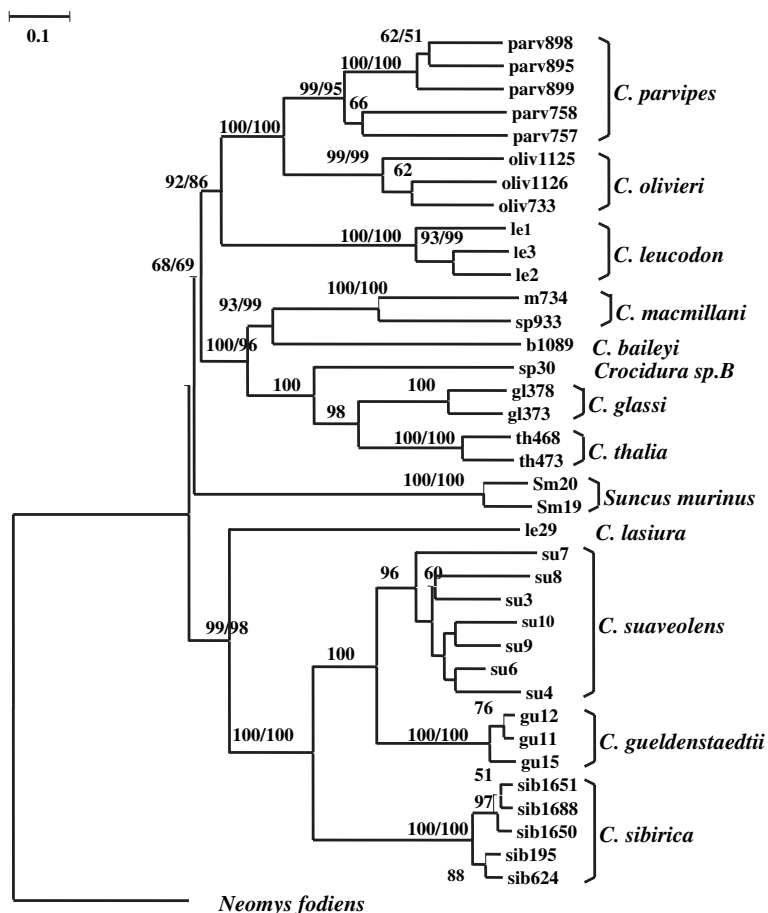 0.1
62/51
parv898
parv895
100/100
parv899
C. parvipes
99/95
66
parv758
parv757
100/100
99/99
62
oliv1125
oliv1126
C. olivieri
oliv733
92/86
100/100
93/99
le1
le3
C. leucodon
le2
68/69
93/99
100/100
m734
C. macmillani
sp933
100/96
b1089
C. baileyi
sp30
Crocidura sp.B
100
100
gl378
C. glassi
gl373
98
100/100
th468
C. thalia
th473
100/100
Sm20
Suncus murinus
Sm19
le29
C. lasiura
su7
96
60
su8
su3
su10
C. suaveolens
99/98
su9
100
su6
su4
76
gu12
100/100
gu11
C. gueldenstaedtii
100/100
gu15
51
sib1651
97
sib1688
100/100
sib1650
C. sibirica
sib195
88
sib624
Neomys fodiens